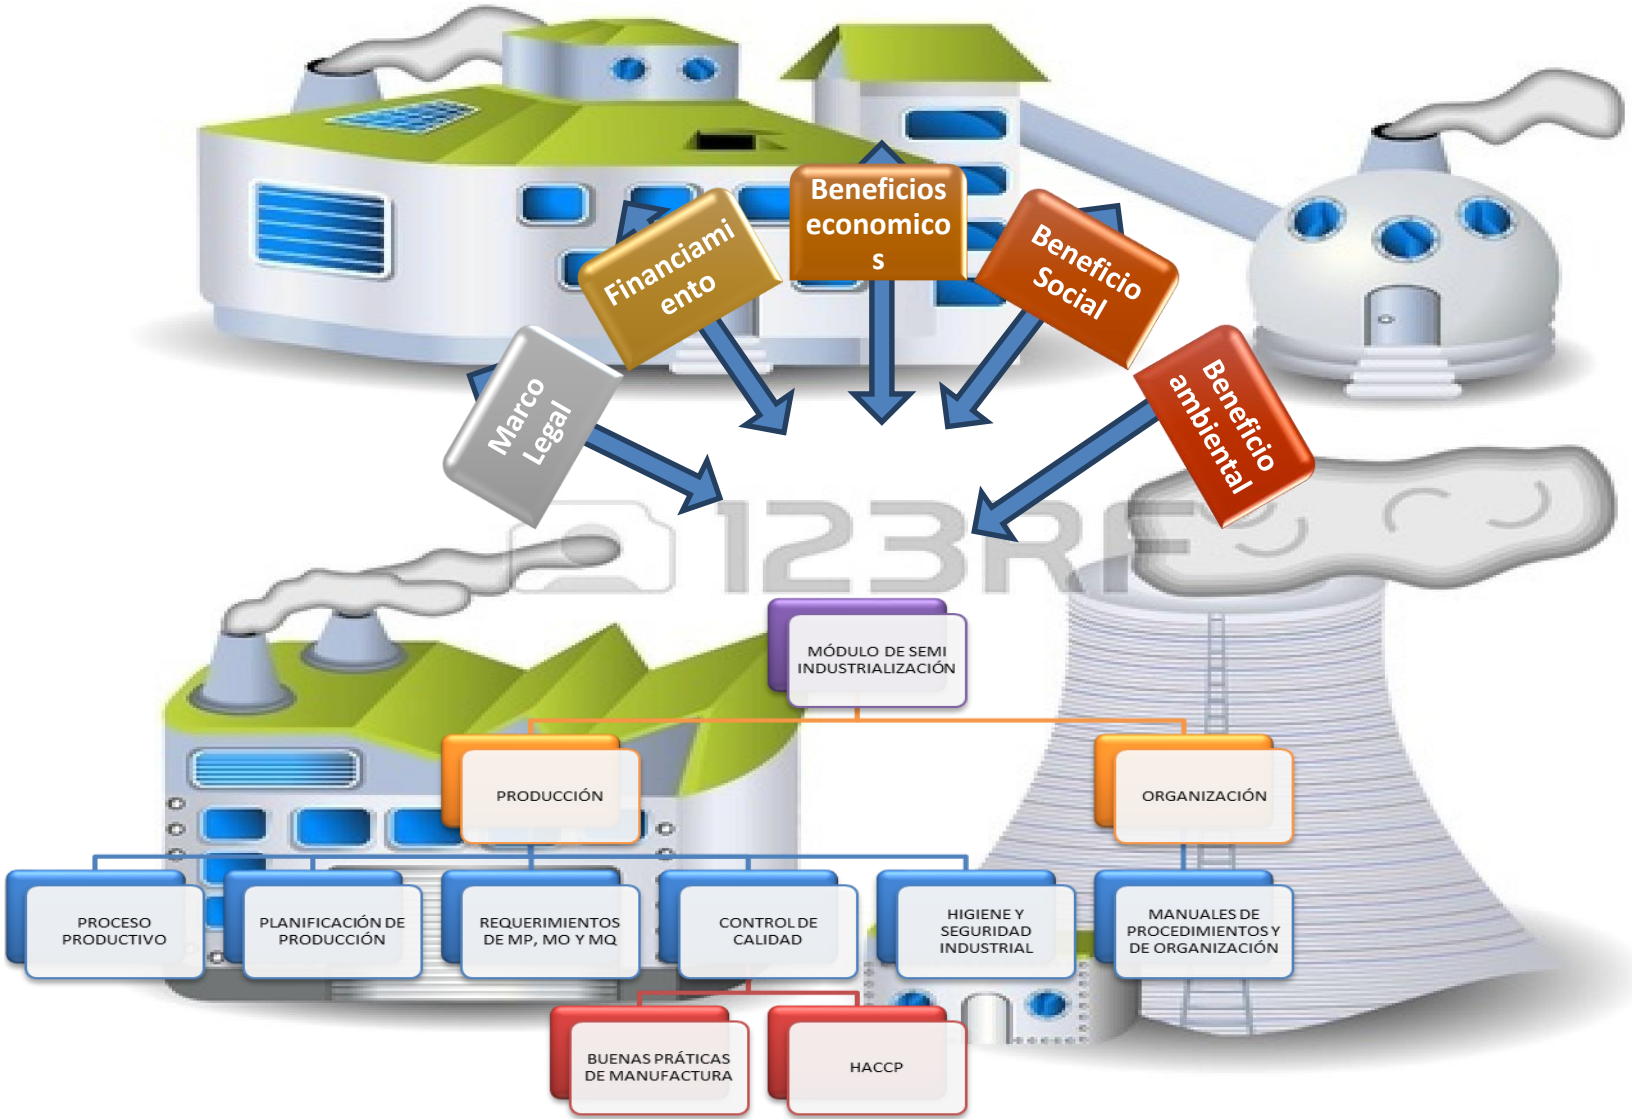 Beneficios
economico
s
Financiami
ento
Beneficio
Social
Marco
Legal
Beneficio
ambiental
123RF
MÓDULO DE SEMI
INDUSTRIALIZACIÓN
PRODUCCIÓN
ORGANIZACIÓN
PROCESO
PRODUCTIVO
PLANIFICACIÓN DE
PRODUCCIÓN
REQUERIMIENTOS
DE MP, MO Y MQ
CONTROL DE
CALIDAD
HIGIENE Y
SEGURIDAD
INDUSTRIAL
MANUALES DE
PROCEDIMIENTOS Y
DE ORGANIZACIÓN
BUENAS PRÁTICAS
DE MANUFACTURA
HACCP